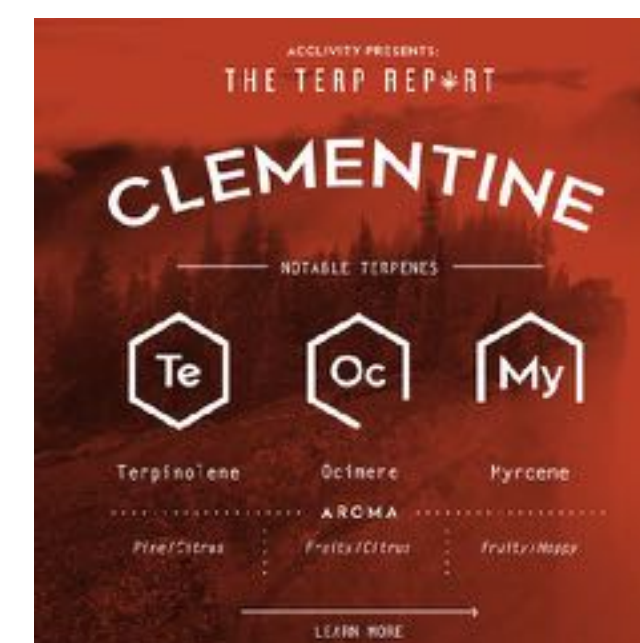 ACCLIVITY PRESENTS:
THE TERP REPORT
CLEMENTINE
NOTABLE TERPENES
Te Oc My
Terpinolene Ocimere Myrcene
AROMA
Pine/Citrus Fruity/Citrus Fruity/Hoppy
LEARN MORE